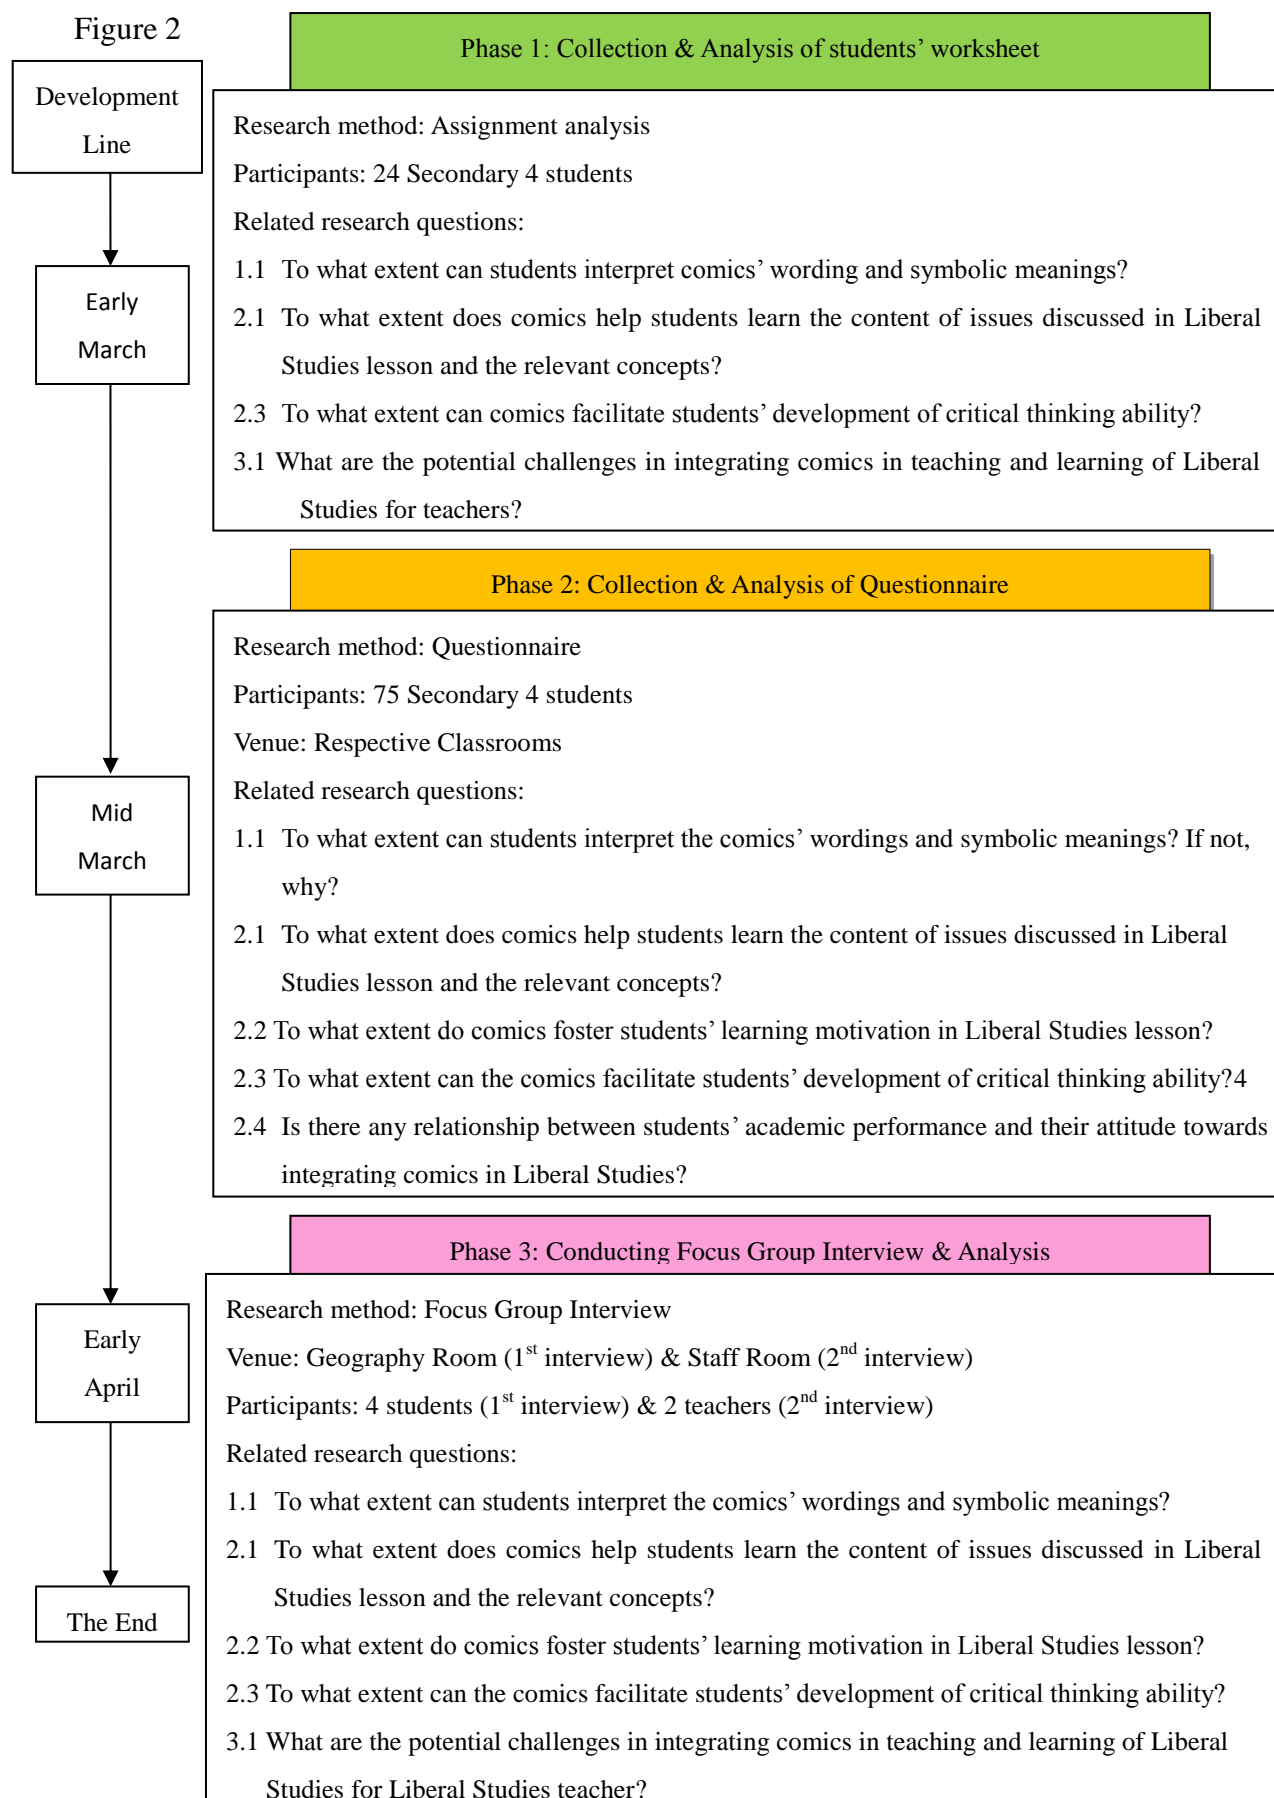 Figure 2
Development
Line
Early
March
Mid
March
Early
April
The End
Phase 1: Collection & Analysis of students' worksheet
Research method: Assignment analysis
Participants: 24 Secondary 4 students
Related research questions:
1.1 To what extent can students interpret comics' wording and symbolic meanings?
2.1 To what extent does comics help students learn the content of issues discussed in Liberal
Studies lesson and the relevant concepts?
2.3 To what extent can comics facilitate students' development of critical thinking ability?
3.1 What are the potential challenges in integrating comics in teaching and learning of Liberal
Studies for teachers?
Phase 2: Collection & Analysis of Questionnaire
Research method: Questionnaire
Participants: 75 Secondary 4 students
Venue: Respective Classrooms
Related research questions:
1.1 To what extent can students interpret the comics' wordings and symbolic meanings? If not,
why?
2.1 To what extent does comics help students learn the content of issues discussed in Liberal
Studies lesson and the relevant concepts?
2.2 To what extent do comics foster students' learning motivation in Liberal Studies lesson?
2.3 To what extent can the comics facilitate students' development of critical thinking ability?4
2.4 Is there any relationship between students' academic performance and their attitude towards
integrating comics in Liberal Studies?
Phase 3: Conducting Focus Group Interview & Analysis
Research method: Focus Group Interview
Venue: Geography Room (1st interview) & Staff Room (2nd interview)
Participants: 4 students (1st interview) & 2 teachers (2nd interview)
Related research questions:
1.1 To what extent can students interpret the comics' wordings and symbolic meanings?
2.1 To what extent does comics help students learn the content of issues discussed in Liberal
Studies lesson and the relevant concepts?
2.2 To what extent do comics foster students' learning motivation in Liberal Studies lesson?
2.3 To what extent can the comics facilitate students' development of critical thinking ability?
3.1 What are the potential challenges in integrating comics in teaching and learning of Liberal
Studies for Liberal Studies teacher?